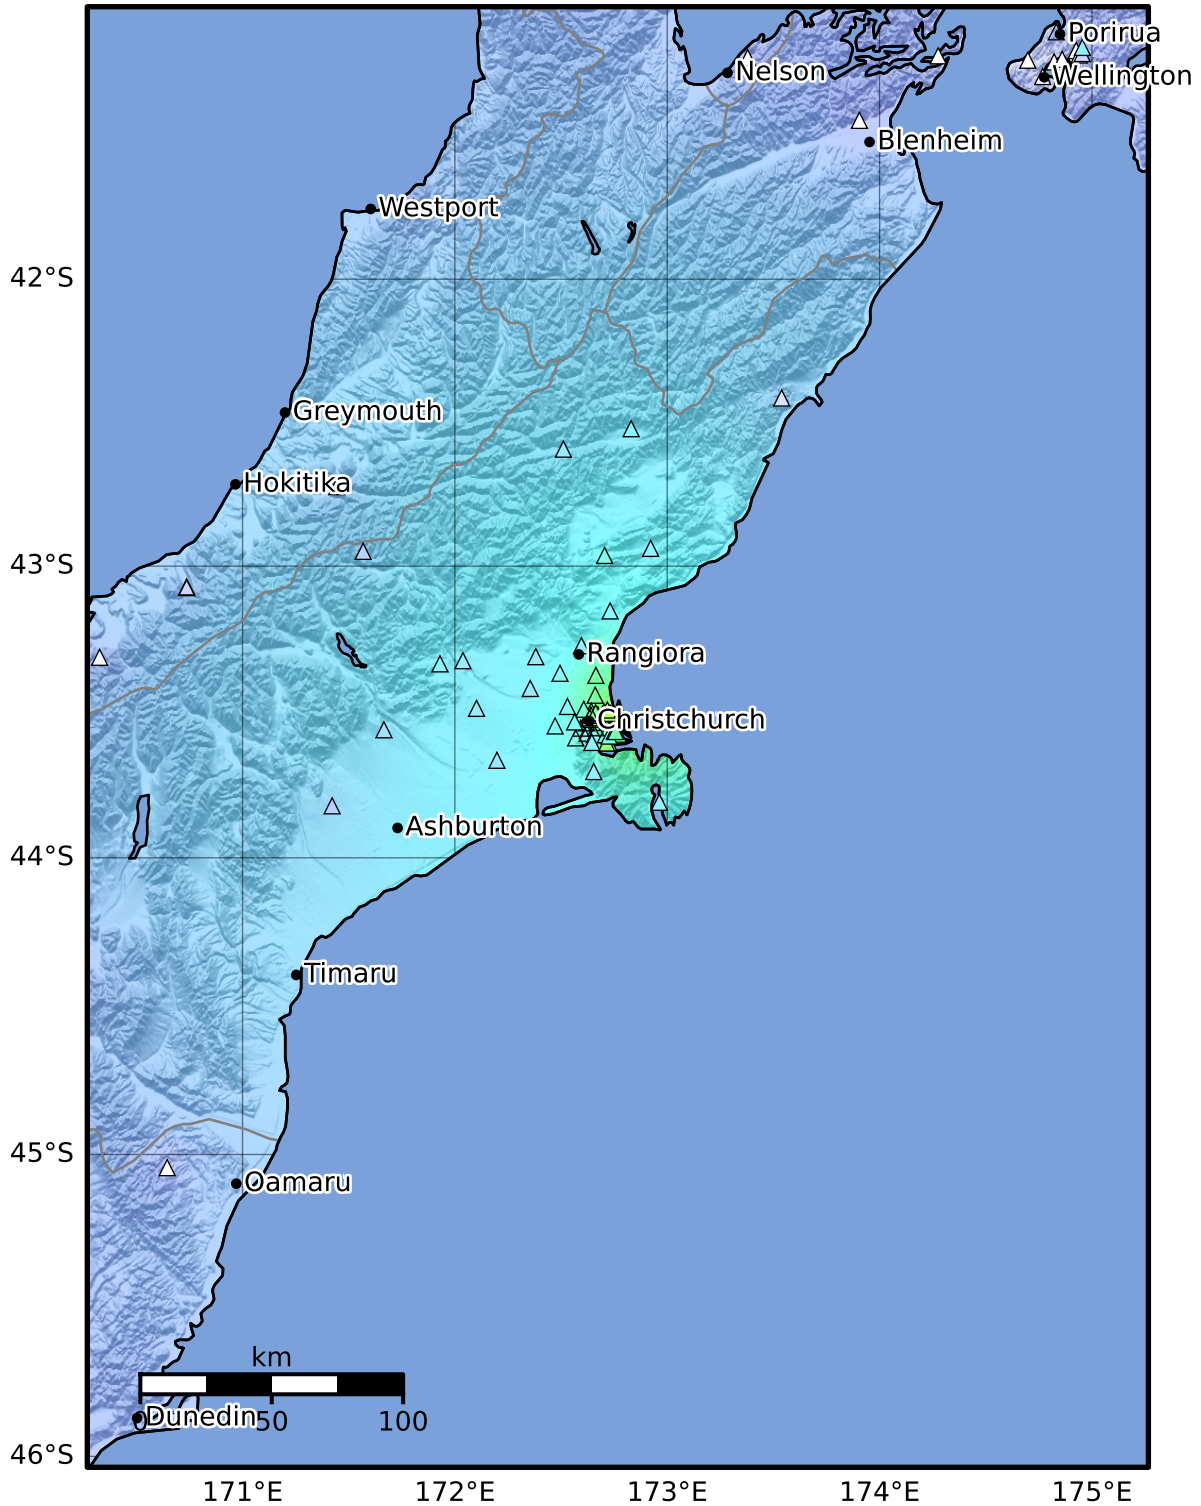 Porirua
Nelson
Wellington
Blenheim
Westport
42°S
Greymouth
Hokitika
43°S
Rangiora
Christchurch
Ashburton
44°S
Timaru
45°S
Oamaru
km
0 50 100
Dunedin
46°S
171°E 172°E 173°E 174°E 175°E